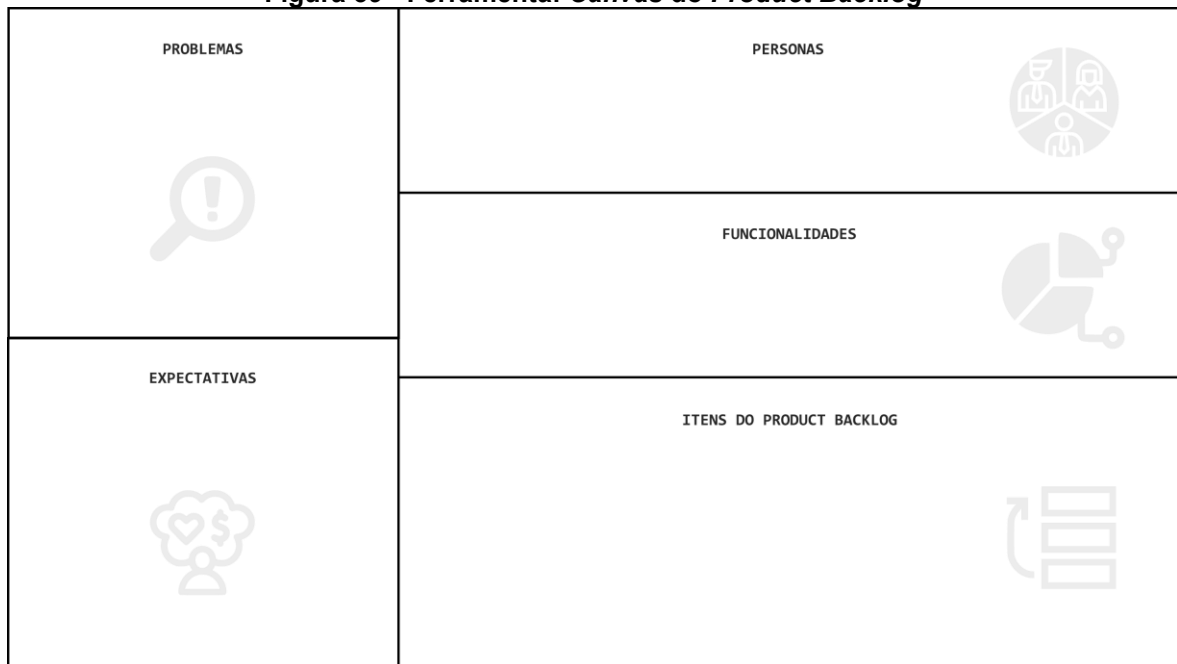 PROBLEMAS
PERSONAS
FUNCIONALIDADES
EXPECTATIVAS
ITENS DO PRODUCT BACKLOG